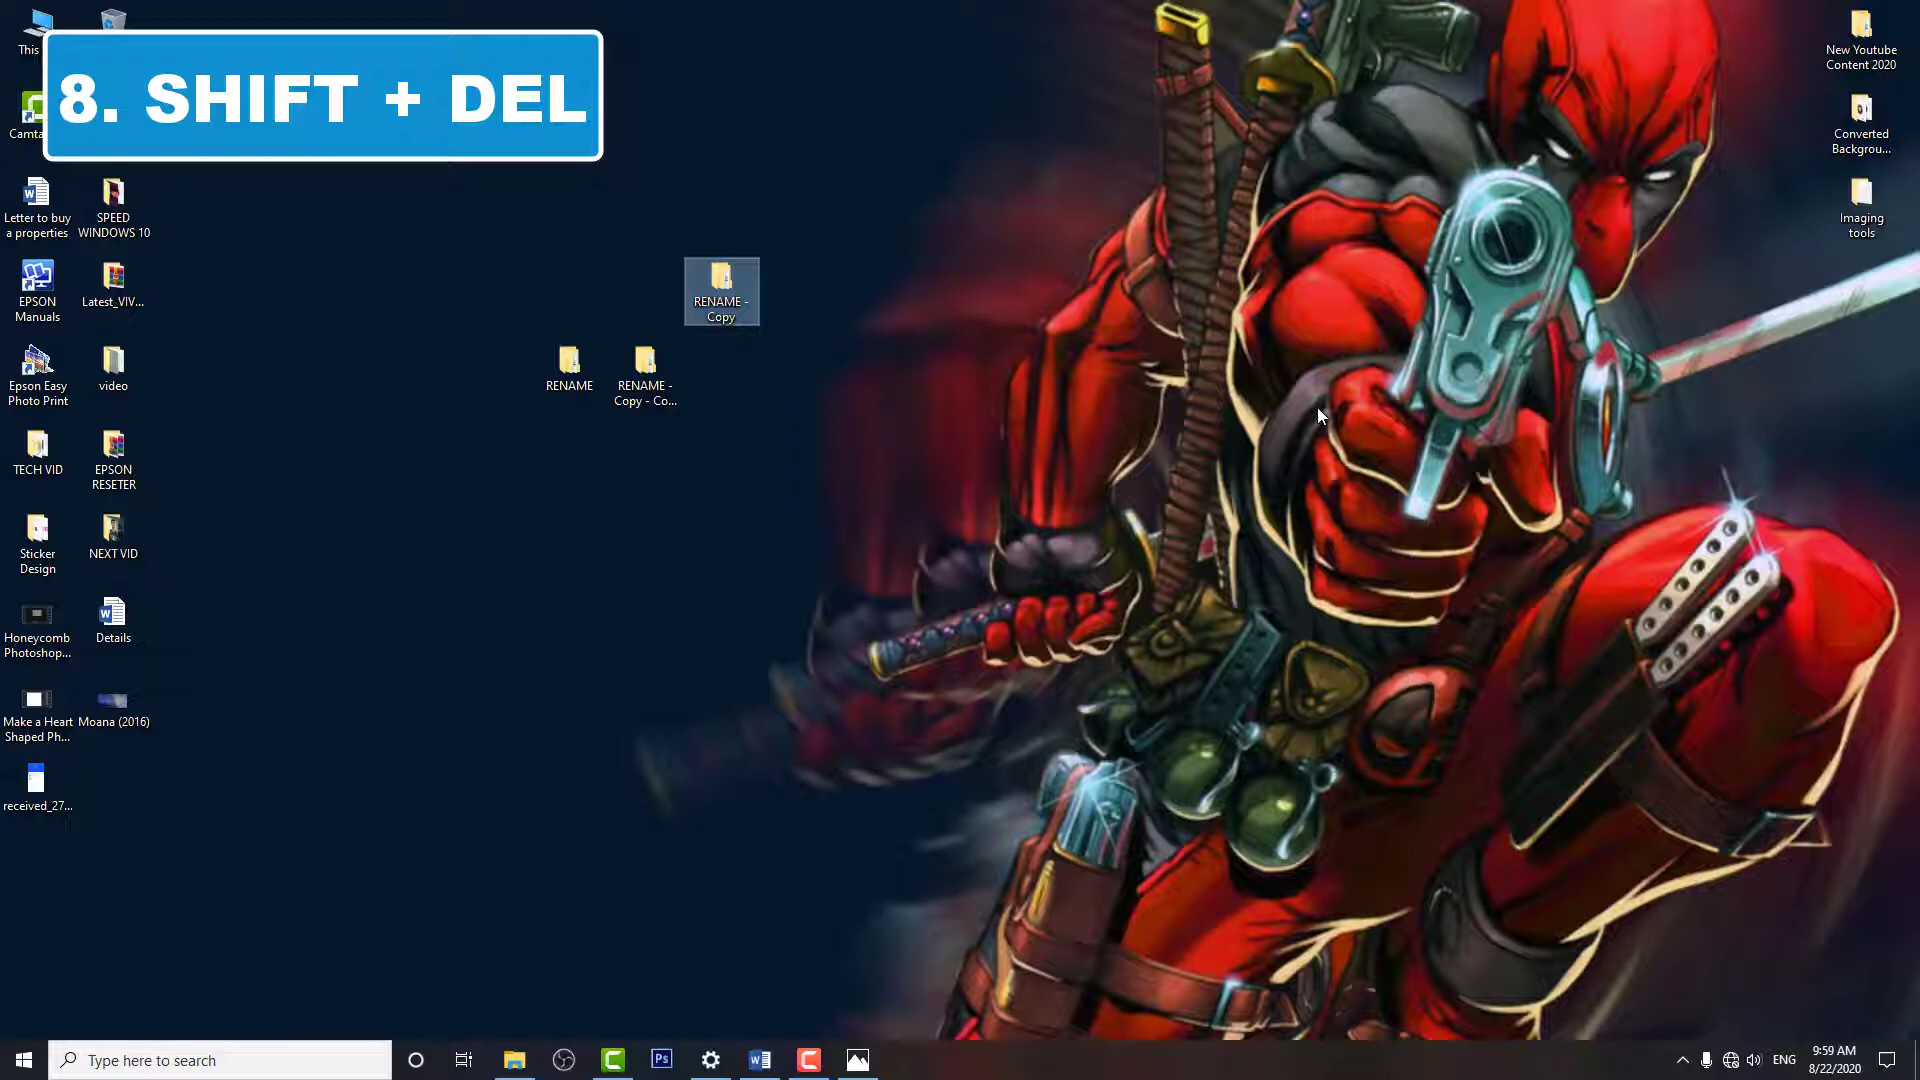 8. SHIFT + DEL
This
Camta
Letter to buy
a properties
SPEED
WINDOWS 10
EPSON
Manuals
Latest_VIV...
Epson Easy
Photo Print
video
TECH VID
EPSON
RESETER
Sticker
Design
NEXT VID
Honeycomb
Photoshop...
Details
Make a Heart
Shaped Ph...
Moana (2016)
received_27...
RENAME -
Copy
RENAME
RENAME -
Copy - Co...
New Youtube
Content 2020
Converted
Backgrou...
Imaging
tools
Type here to search
Ps
ENG
9:59 AM
8/22/2020